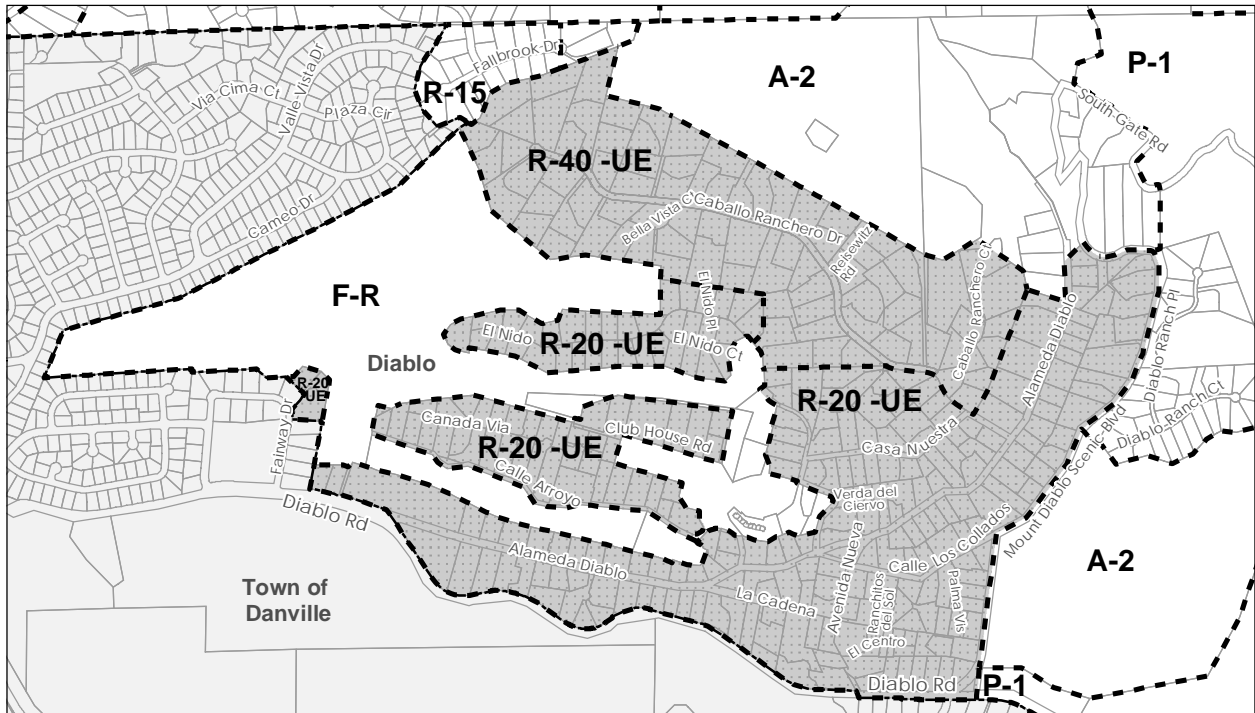 Fallbrook Dr
A-2
P-1
Via Cima Ct
Valle Vista Dr
R-15
Plaza Cir
South Gate Rd
R-40 -UE
Cameo Dr
Bella Vista Ct
Caballo Ranchero Dr
Reisewitz
Rd
Caballo Ranchero Ct
F-R
El Nido Pl
Alameda Diablo
Diablo Ranch Pl
El Nido
R-20 -UE
El Nido Ct
Diablo
R-20
UE
R-20 -UE
Diablo Ranch Ct
Canada Via
Club House Rd
Casa Nuestra
Fairway Dr
R-20 -UE
Calle Arroyo
Mount Diablo Scenic Blvd
Verda del
Ciervo
Diablo Rd
Avenida Nueva
Calle Los Collados
Alameda Diablo
A-2
Town of
Danville
La Cadena
Ranchitos
del Sol
Palma Vis
El Centro
Diablo Rd
P-1